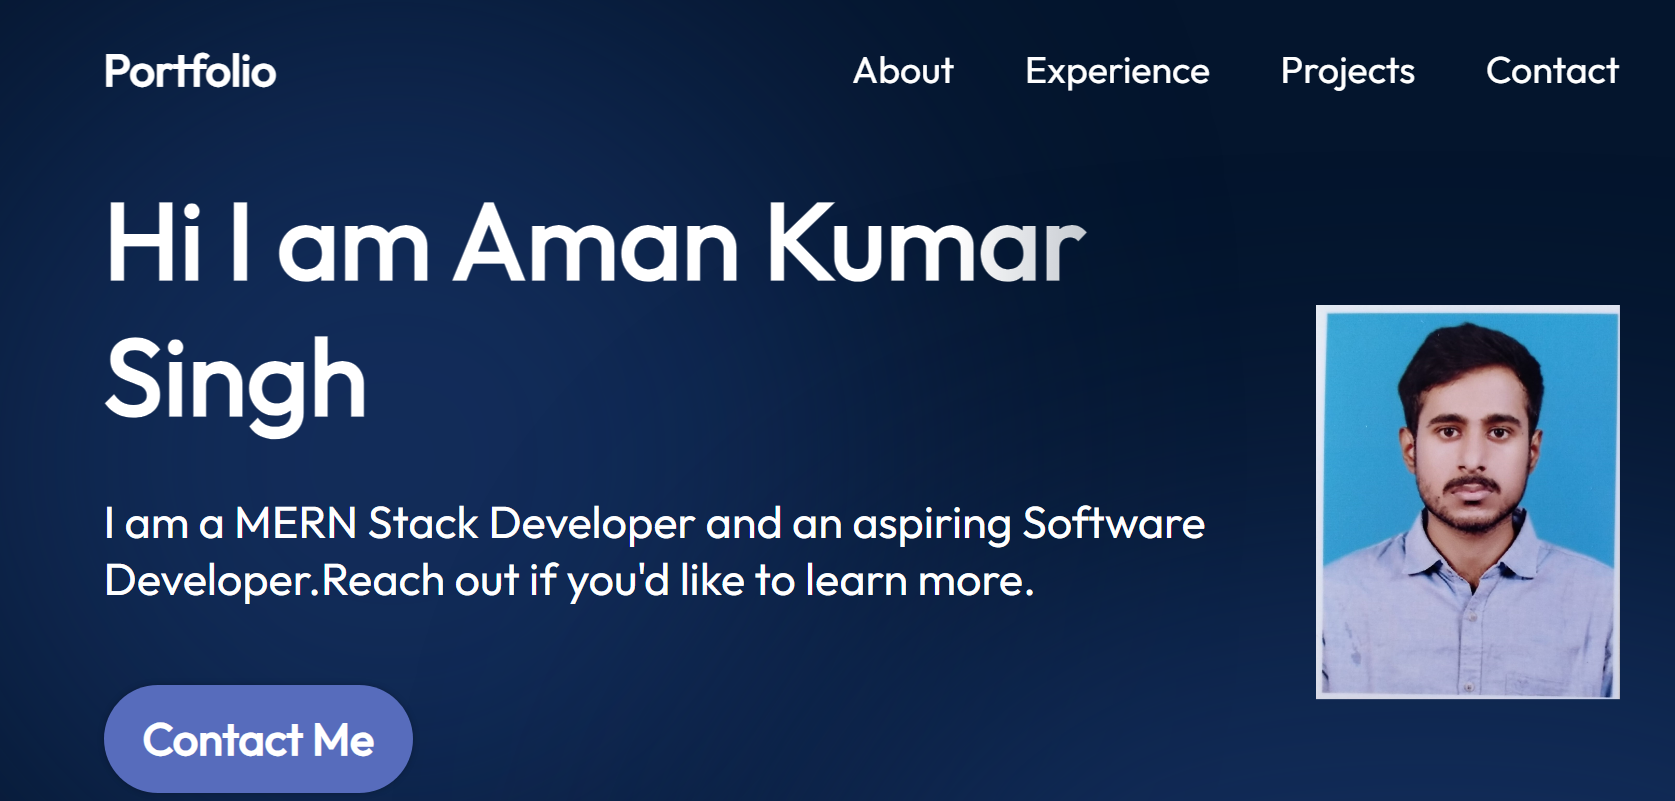 Portfolio
About Experience Projects Contact
Hi I am Aman Kumar
Singh
I am a MERN Stack Developer and an aspiring Software
Developer.Reach out if you'd like to learn more.
Contact Me